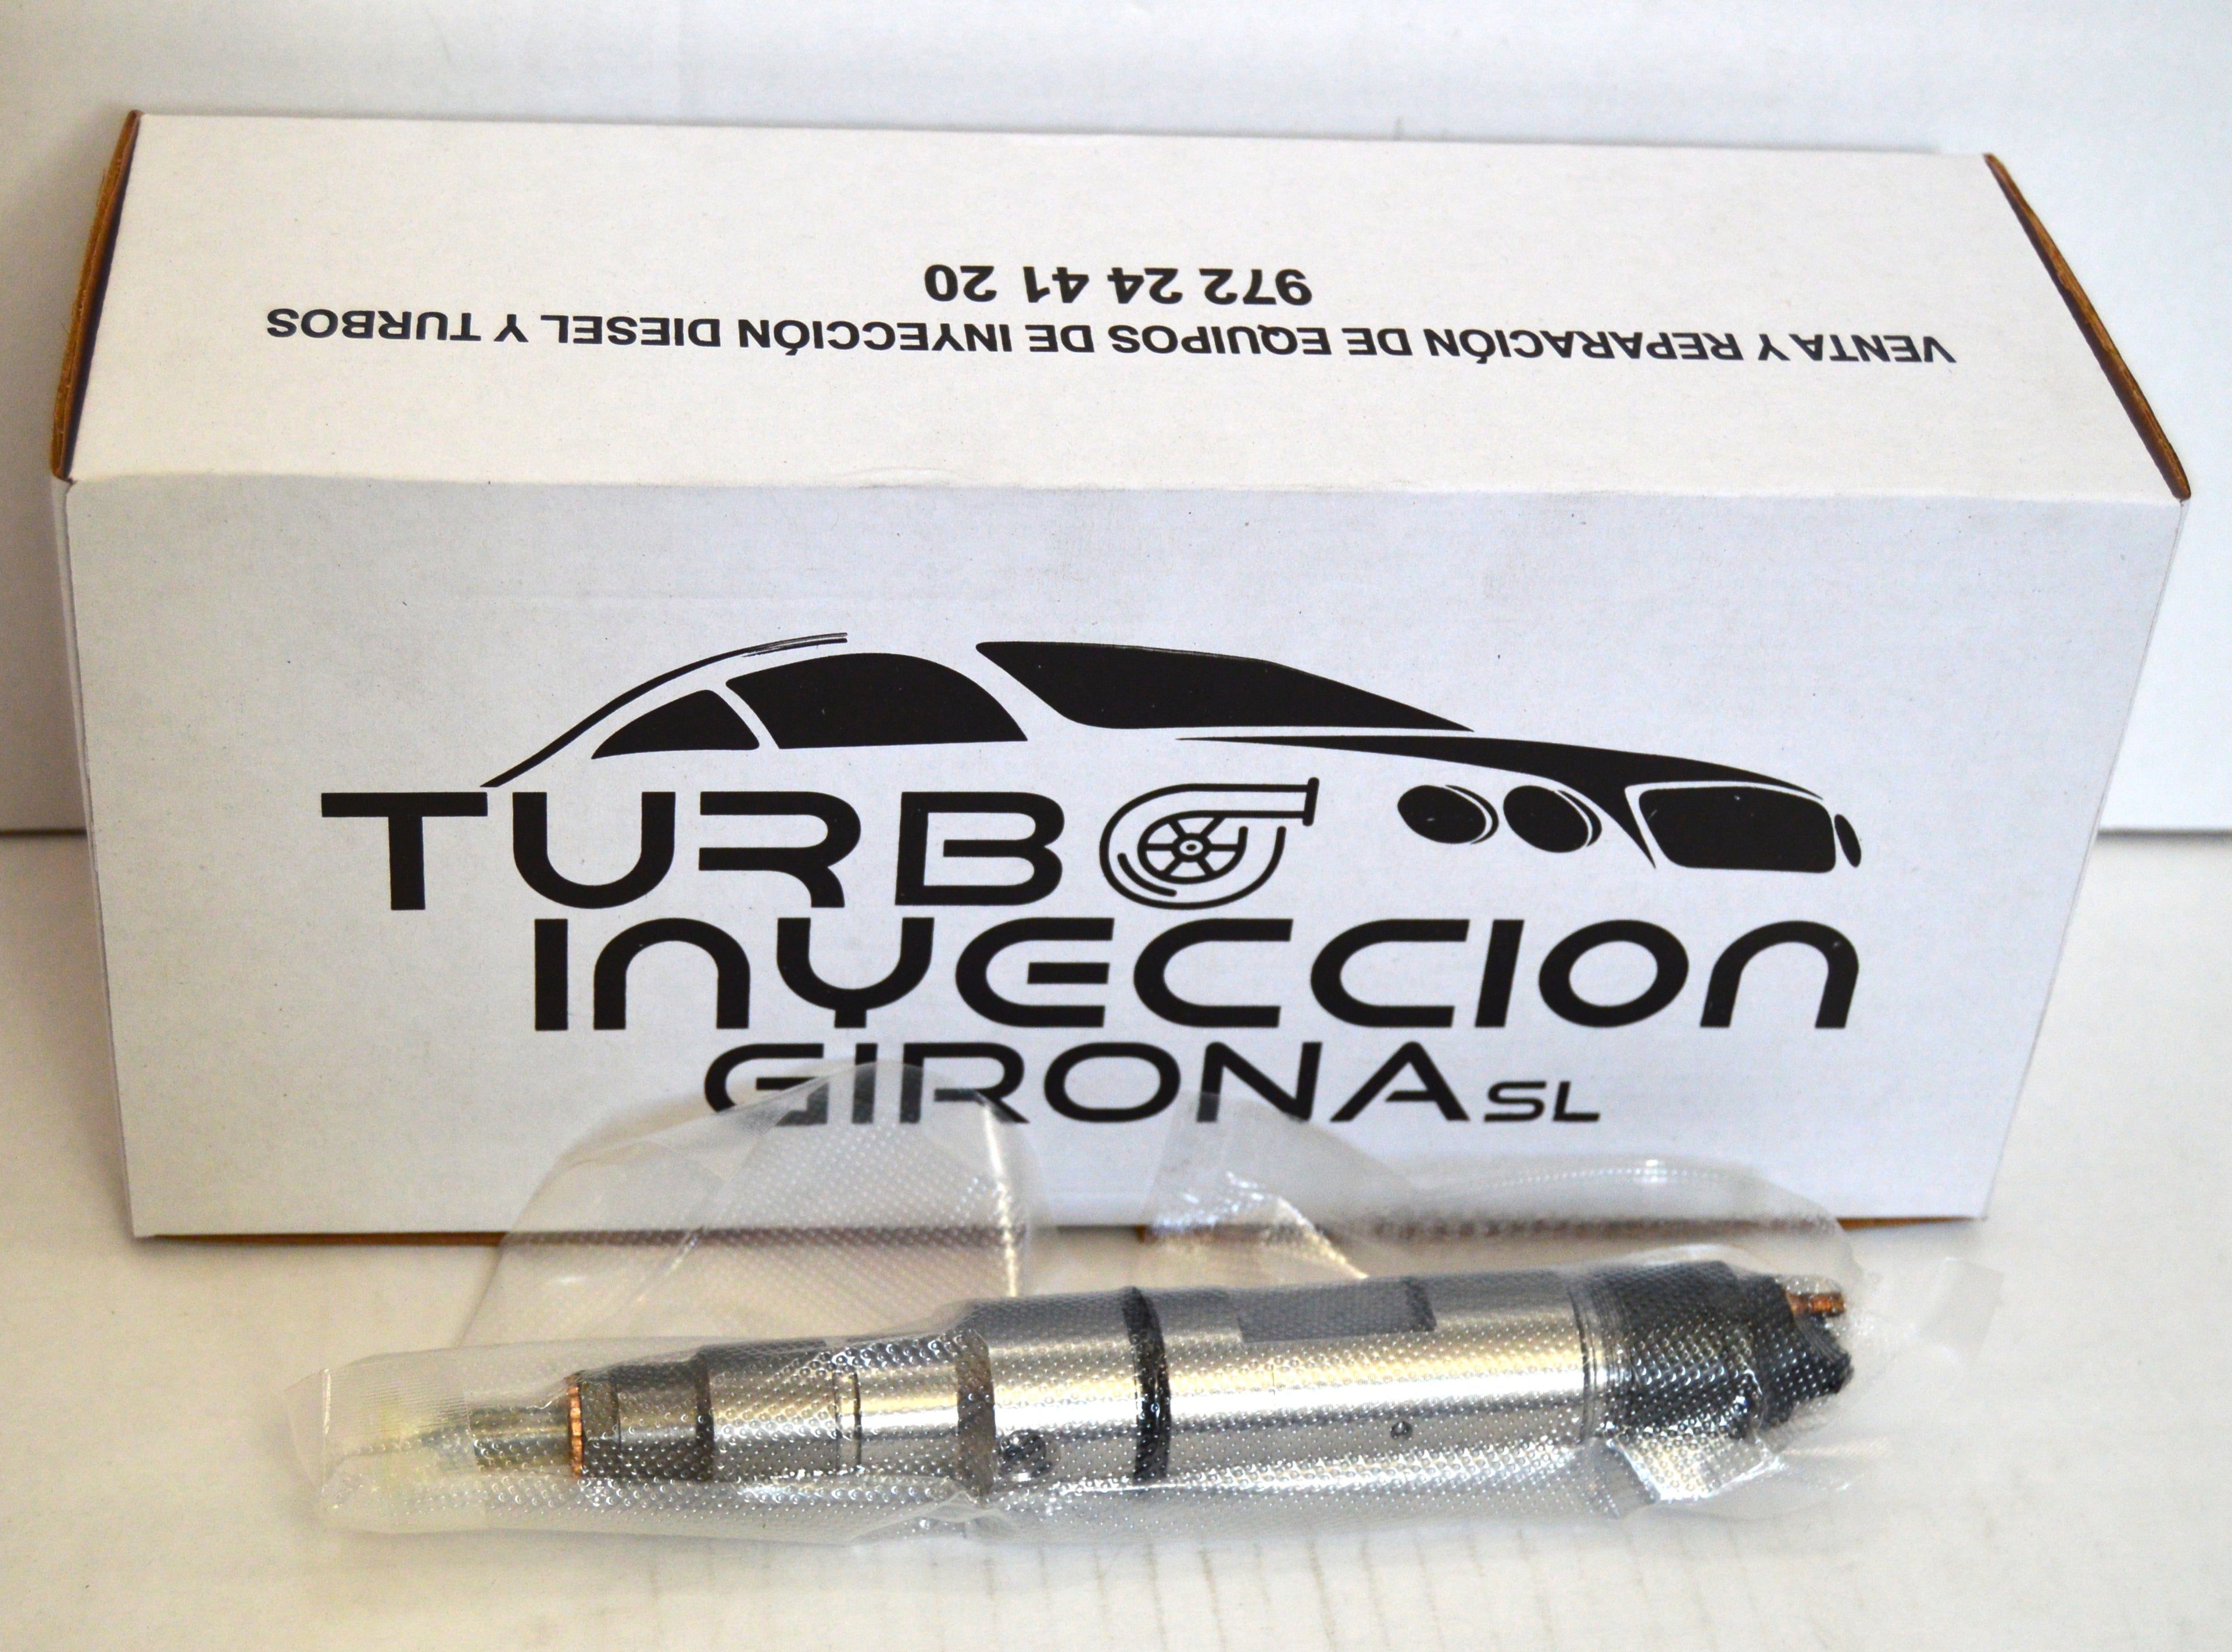 VENTA Y REPARACIÓN DE EQUIPOS DE INYECCIÓN DIESEL Y TURBOS
972 24 41 20
TURBO
INYECCION
GIRONA SL